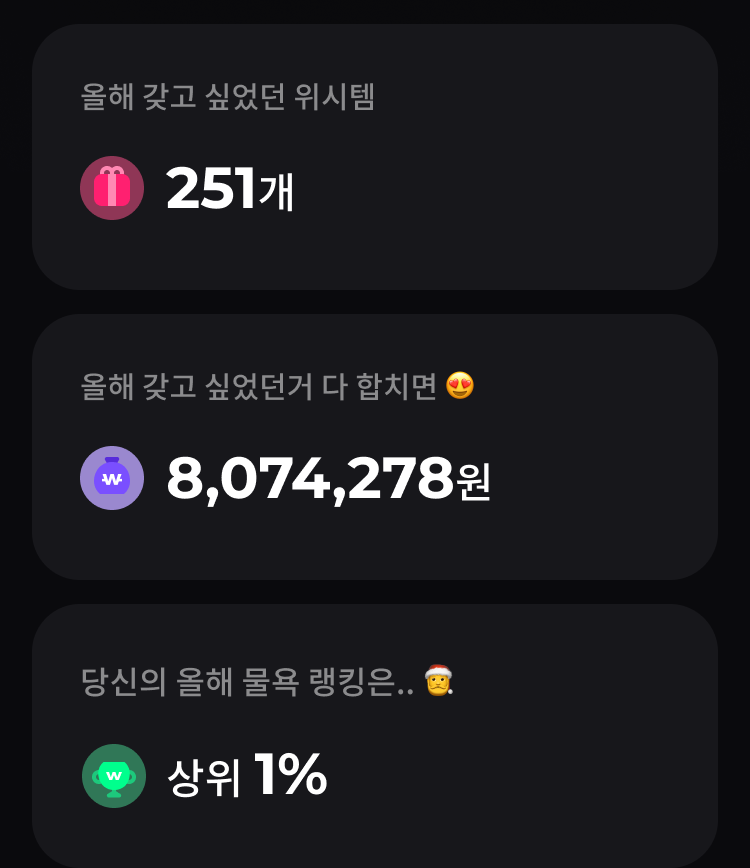 올해 갖고 싶었던 위시템
251개
올해 갖고 싶었던거 다 합치면 😍
8,074,278원
당신의 올해 물욕 랭킹은.. 🎅
상위 1%